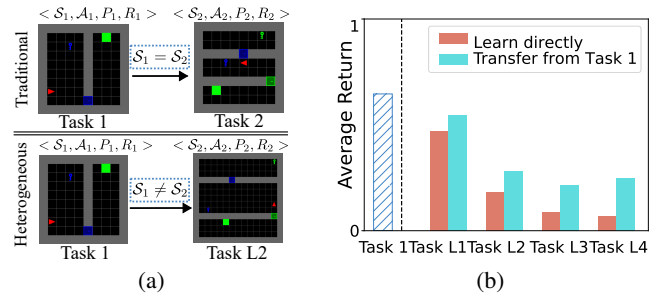 < S₁, A₁, P₁, R₁ > < S₂, A₂, P₂, R₂ >
Traditional
S₁ = S₂
Task 1 Task 2
< S₁, A₁, P₁, R₁ > < S₂, A₂, P₂, R₂ >
Heterogeneous
S₁ ≠ S₂
Task 1 Task L2
(a)
1
Learn directly
Transfer from Task 1
Average Return
0
Task 1 Task L1 Task L2 Task L3 Task L4
(b)